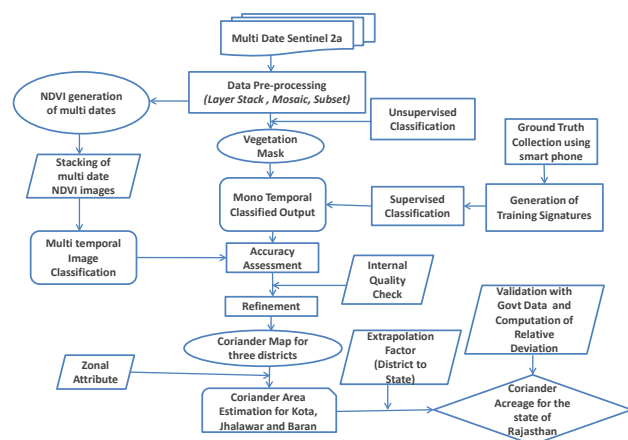 Multi Date Sentinel 2a
Data Pre-processing
(Layer Stack , Mosaic, Subset)
NDVI generation
of multi dates
Unsupervised
Classification
Ground Truth
Collection using
smart phone
Vegetation
Mask
Stacking of
multi date
NDVI images
Mono Temporal
Classified Output
Supervised
Classification
Generation of
Training Signatures
Multi temporal
Image
Classification
Accuracy
Assessment
Internal
Quality
Check
Validation with
Govt Data and
Computation of
Relative
Deviation
Refinement
Coriander Map for
three districts
Extrapolation
Factor
(District to
State)
Zonal
Attribute
Coriander Area
Estimation for Kota,
Jhalawar and Baran
Coriander
Acreage for the
state of
Rajasthan